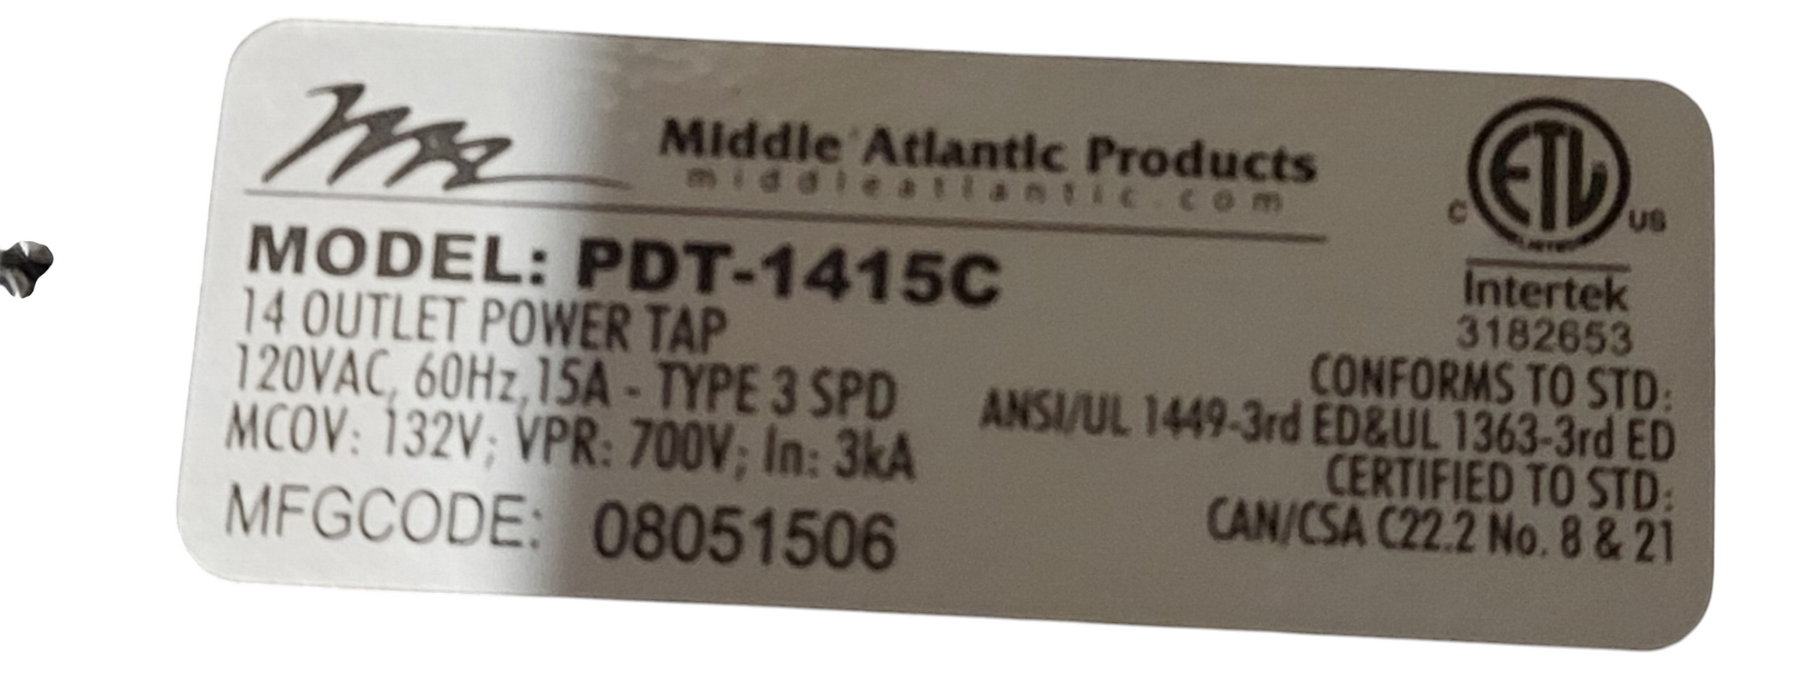 Middle Atlantic Products
middleatlantic.com
MODEL: PDT-1415C
14 OUTLET POWER TAP
120VAC, 60Hz, 15A - TYPE 3 SPD
MCOV: 132V; VPR: 700V; In: 3kA
MFGCODE: 08051506
C ETL US
LISTED
Intertek
3182653
CONFORMS TO STD:
ANSI/UL 1449-3rd ED&UL 1363-3rd ED
CERTIFIED TO STD:
CAN/CSA C22.2 No. 8 & 21